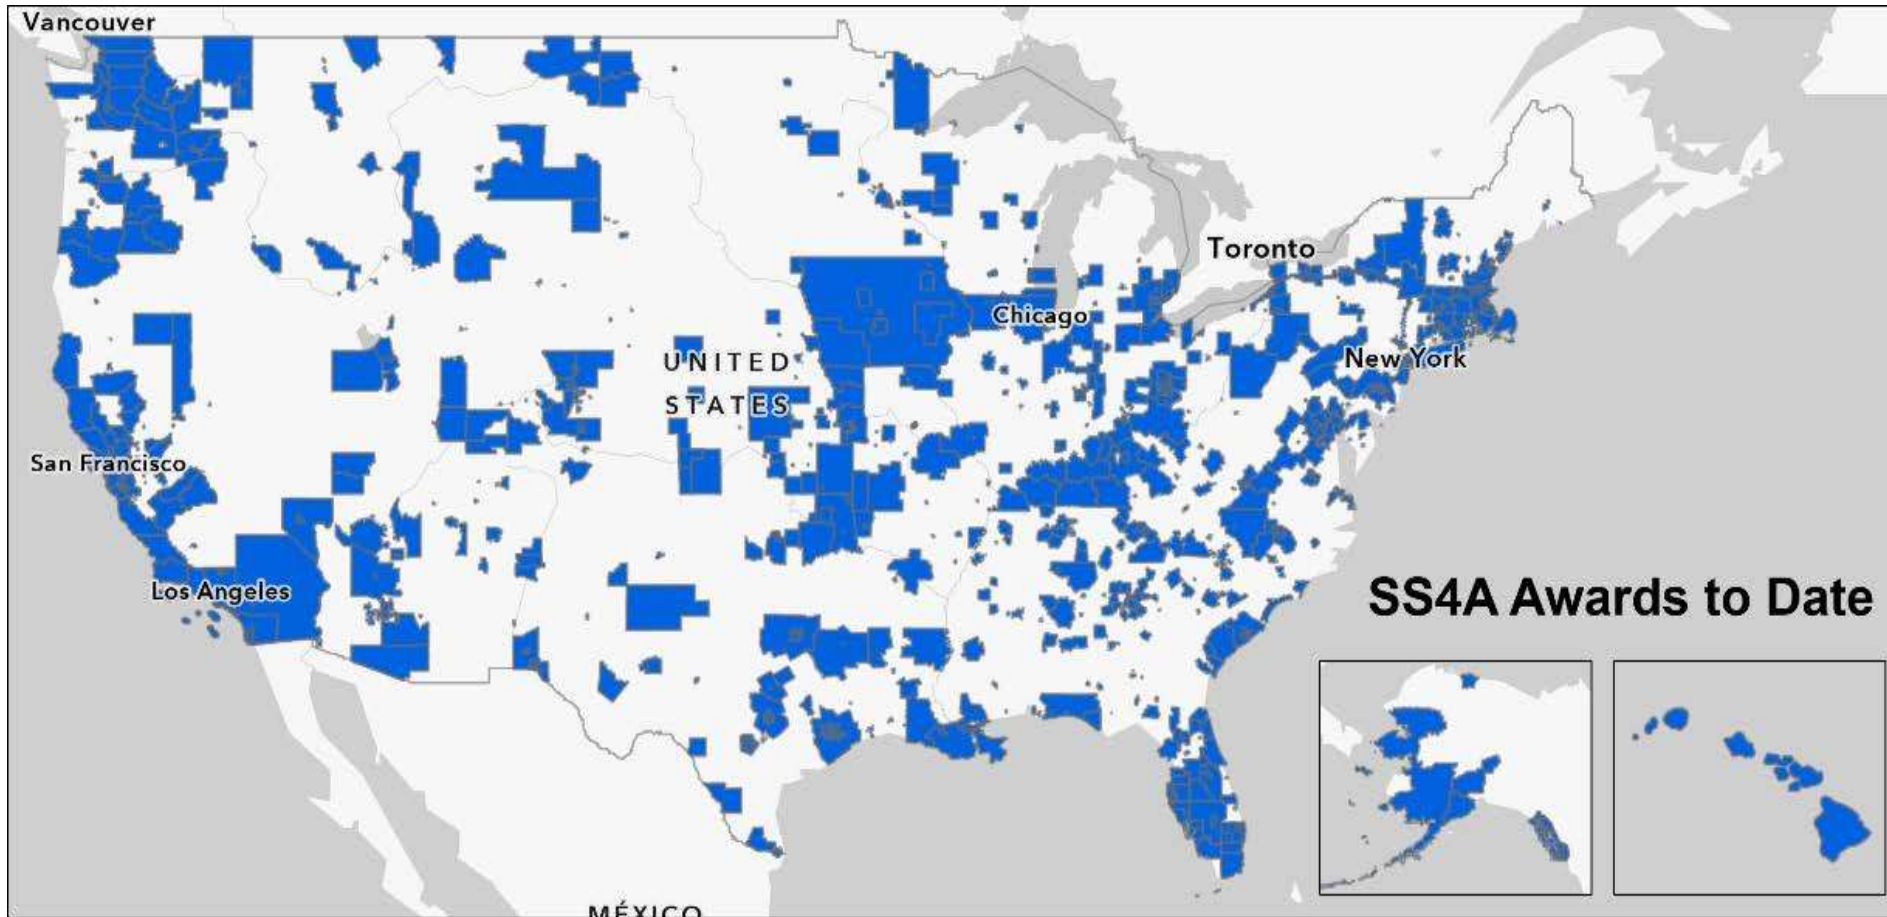 Vancouver
Toronto
Chicago
UNITED
STATES
New York
San Francisco
Los Angeles
SS4A Awards to Date
MÉXICO